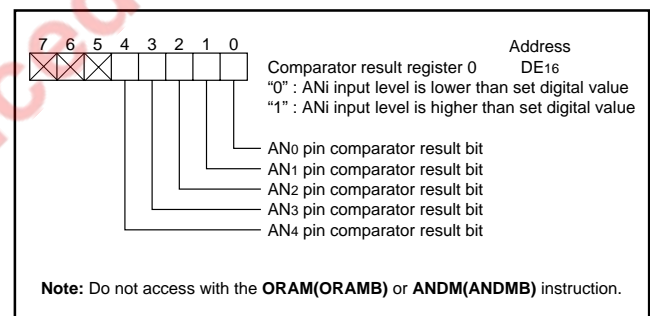 7 6 5 4 3 2 1 0
Address
Comparator result register 0 DE16
“0” : ANi input level is lower than set digital value
“1” : ANi input level is higher than set digital value
AN0 pin comparator result bit
AN1 pin comparator result bit
AN2 pin comparator result bit
AN3 pin comparator result bit
AN4 pin comparator result bit
Note: Do not access with the ORAM(ORAMB) or ANDM(ANDMB) instruction.